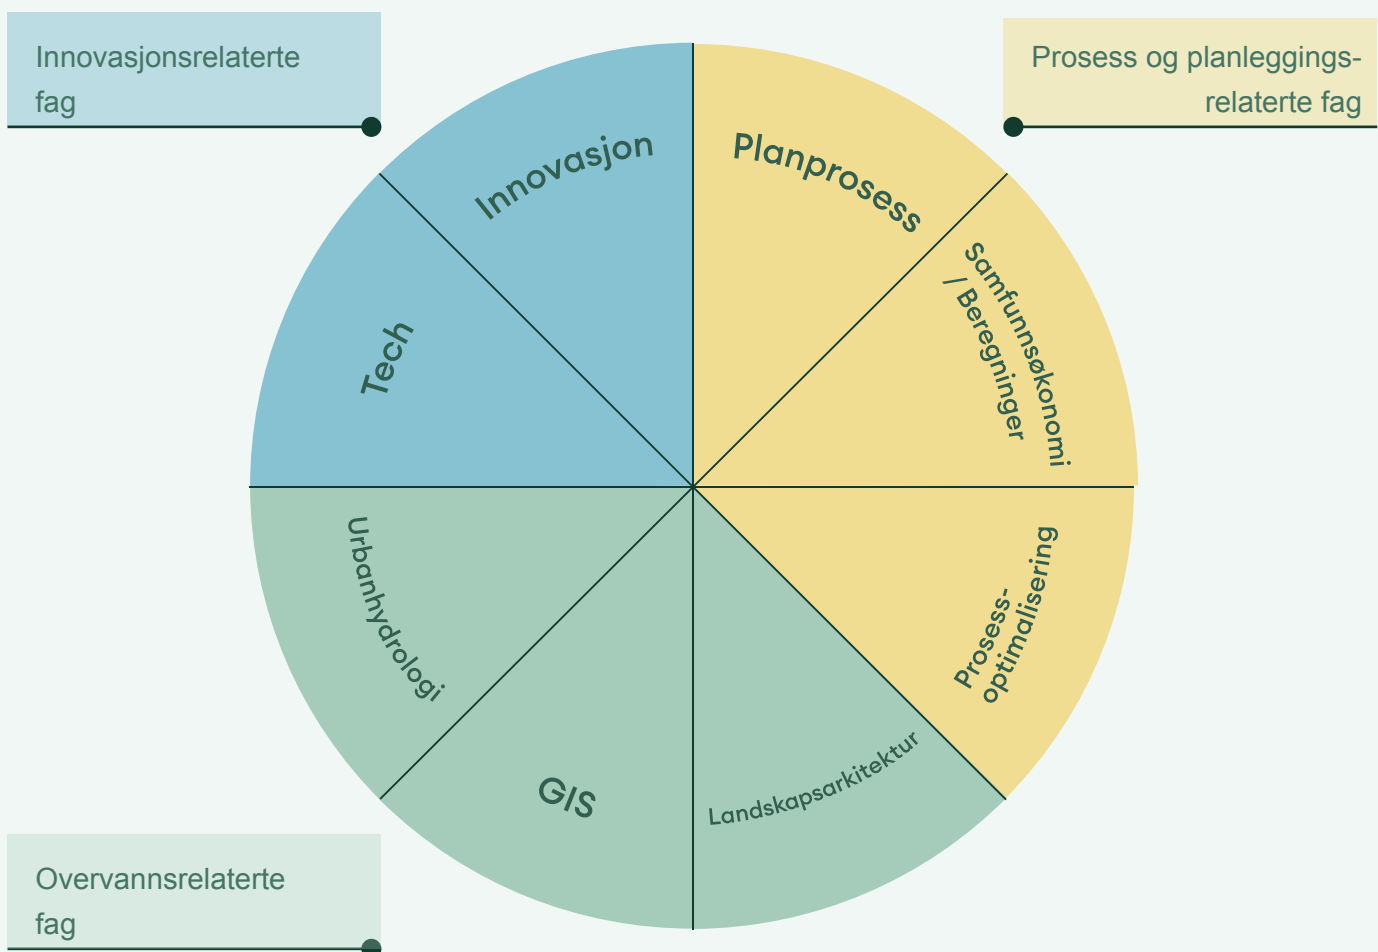 Innovasjonsrelaterte
fag
Prosess og planleggings-
relaterte fag
Innovasjon
Planprosess
Samfunnsøkonomi
/ Beregninger
Tech
Urbanhydrologi
Prosess-
optimalisering
GIS
Landskapsarkitektur
Overvannsrelaterte
fag